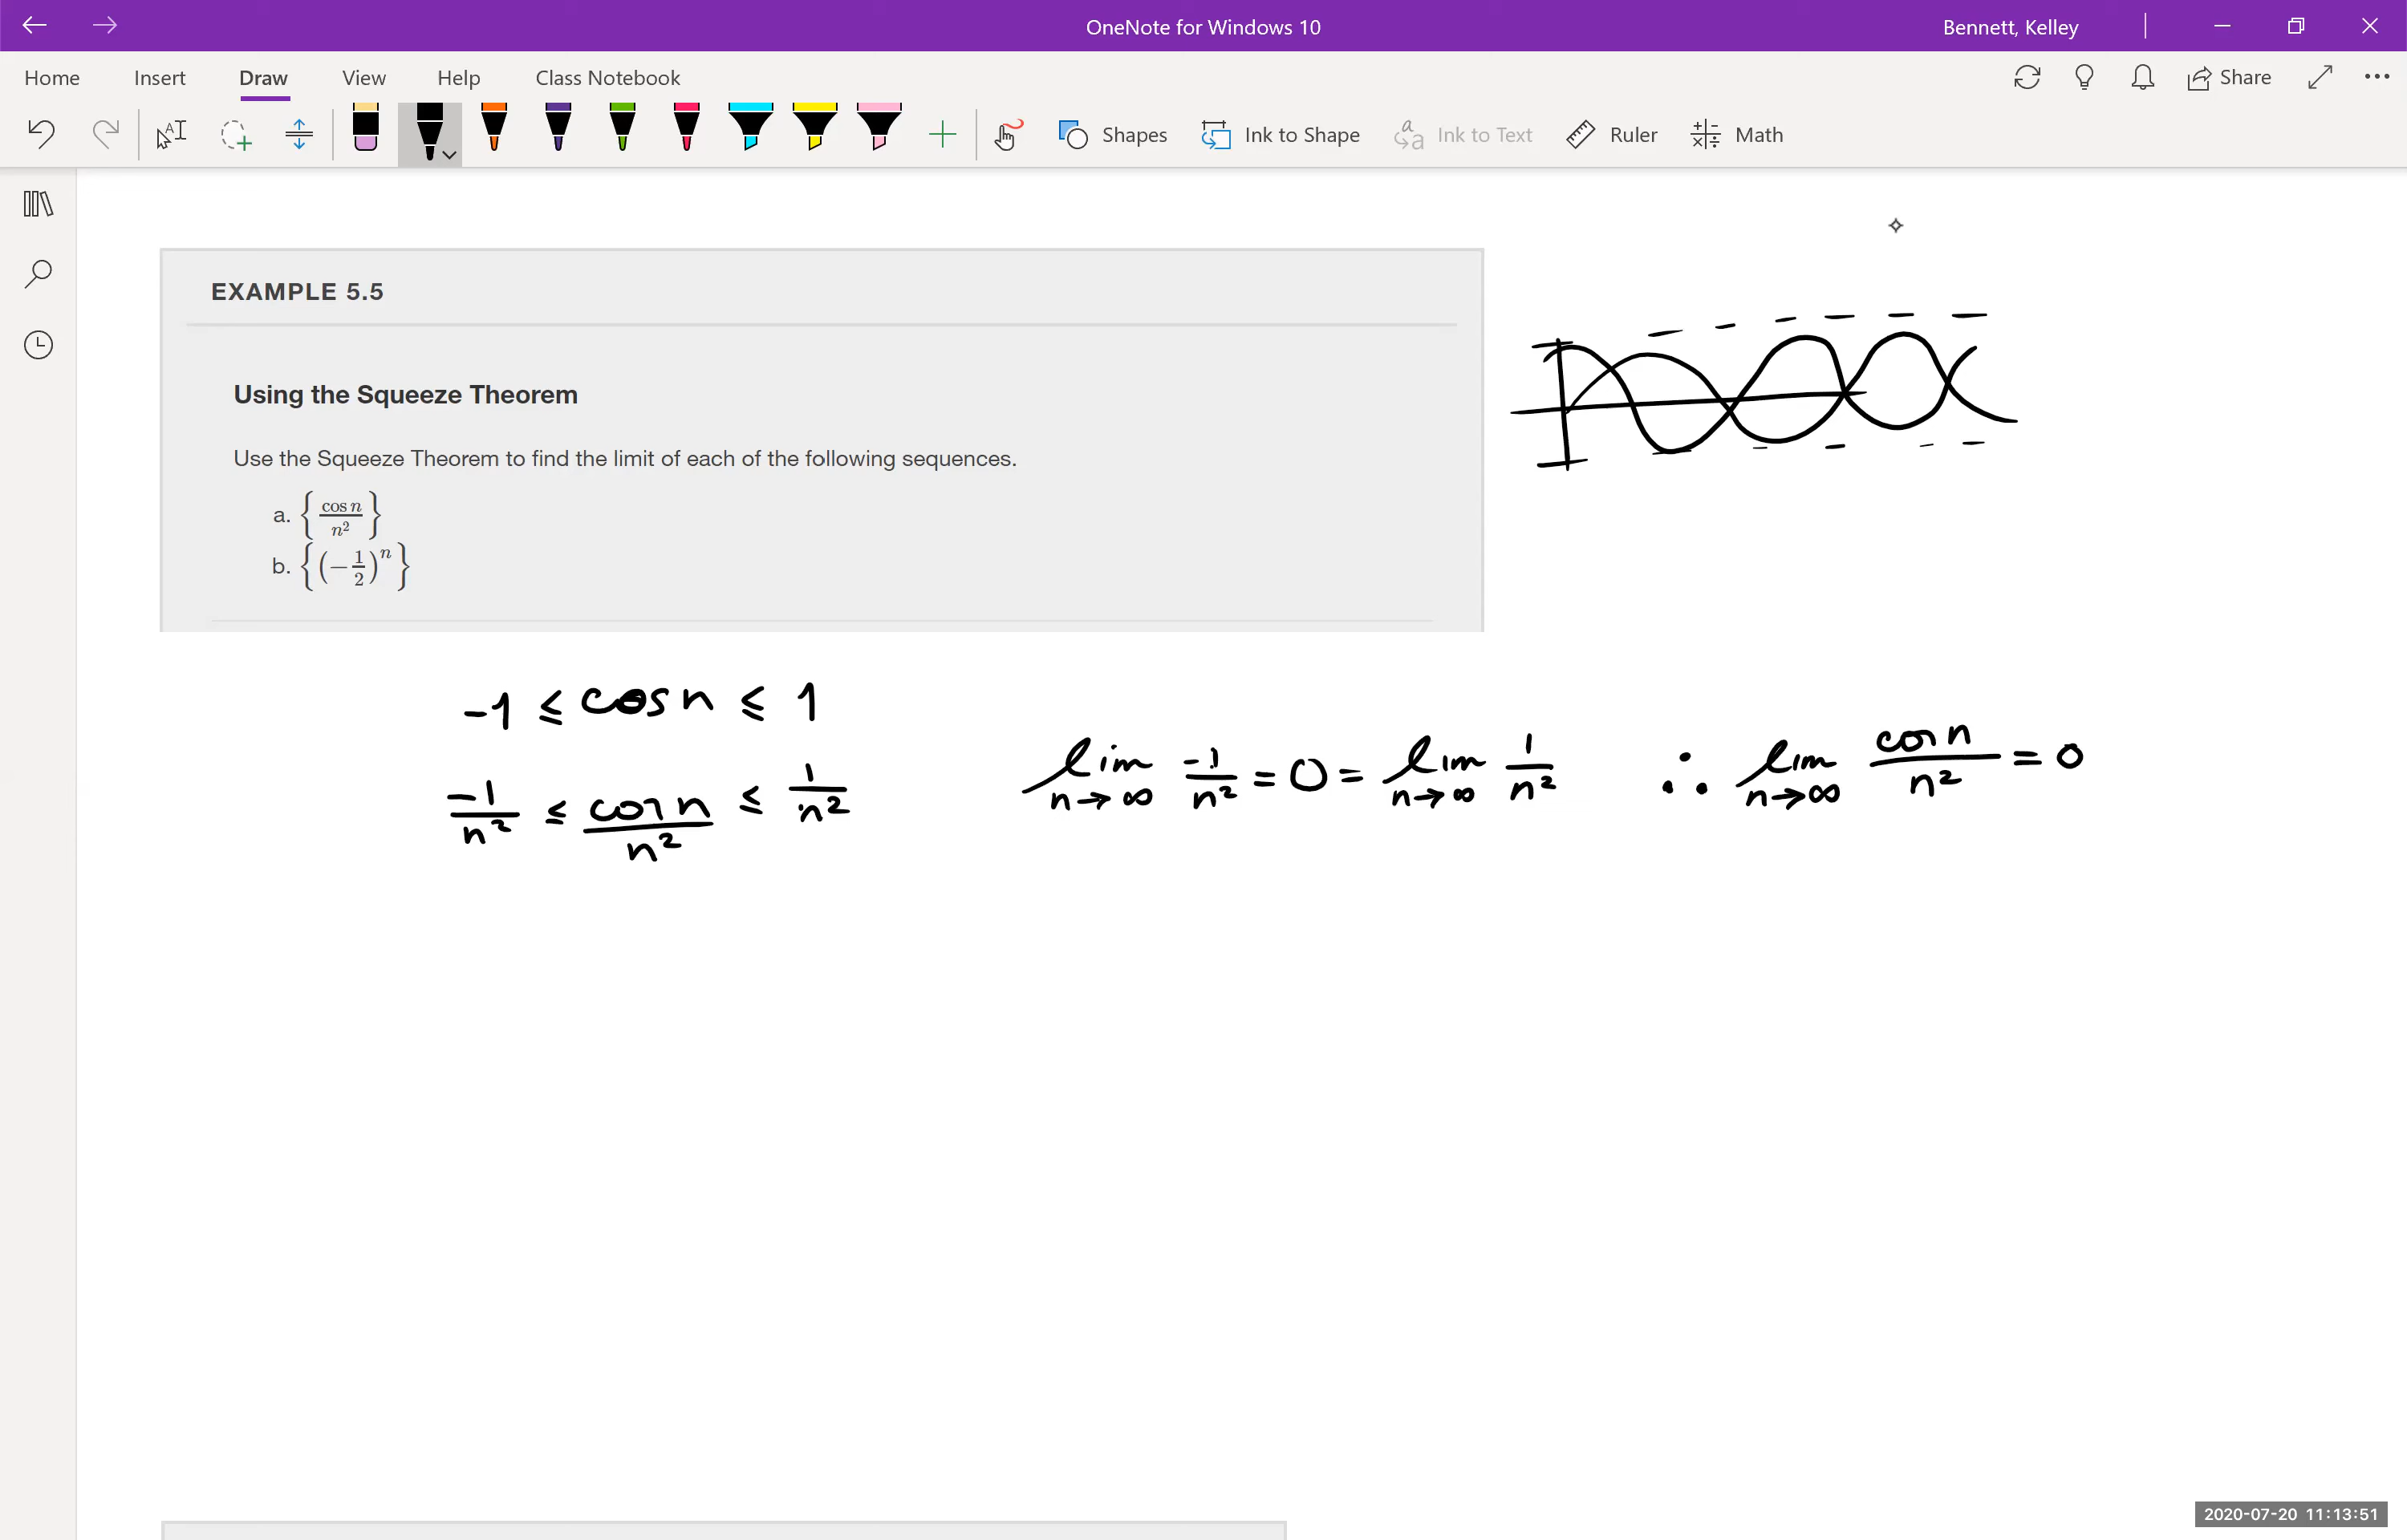 OneNote for Windows 10
Bennett, Kelley
Home Insert Draw View Help Class Notebook
Share
Shapes Ink to Shape Ink to Text Ruler Math
EXAMPLE 5.5
Using the Squeeze Theorem
Use the Squeeze Theorem to find the limit of each of the following sequences.
a. {cos n / n²}
b. {(−1/2)ⁿ}
-1 ≤ cos n ≤ 1
-1/n² ≤ cos n/n² ≤ 1/n²
lim n→∞ -1/n² = 0 = lim n→∞ 1/n² ∴ lim n→∞ cos n/n² = 0
2020-07-20 11:13:51